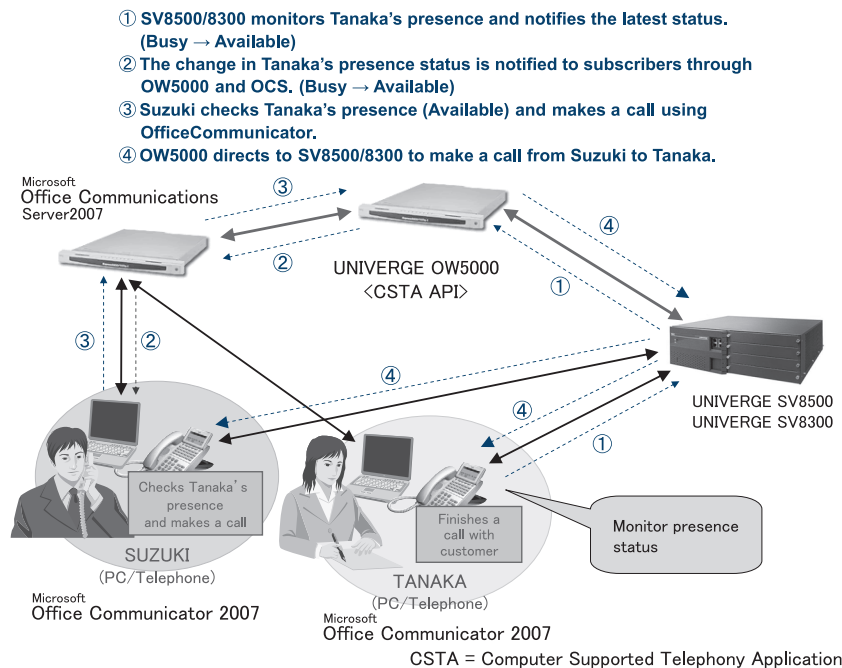 ① SV8500/8300 monitors Tanaka's presence and notifies the latest status.
(Busy → Available)
② The change in Tanaka's presence status is notified to subscribers through
OW5000 and OCS. (Busy → Available)
③ Suzuki checks Tanaka's presence (Available) and makes a call using
OfficeCommunicator.
④ OW5000 directs to SV8500/8300 to make a call from Suzuki to Tanaka.
Microsoft
Office Communications
Server2007
③
②
UNIVERGE OW5000
<CSTA API>
④
①
③
②
④
④
①
UNIVERGE SV8500
UNIVERGE SV8300
Checks Tanaka's
presence
and makes a call
SUZUKI
(PC/Telephone)
Microsoft
Office Communicator 2007
Finishes a
call with
customer
TANAKA
(PC/Telephone)
Microsoft
Office Communicator 2007
Monitor presence
status
CSTA = Computer Supported Telephony Application